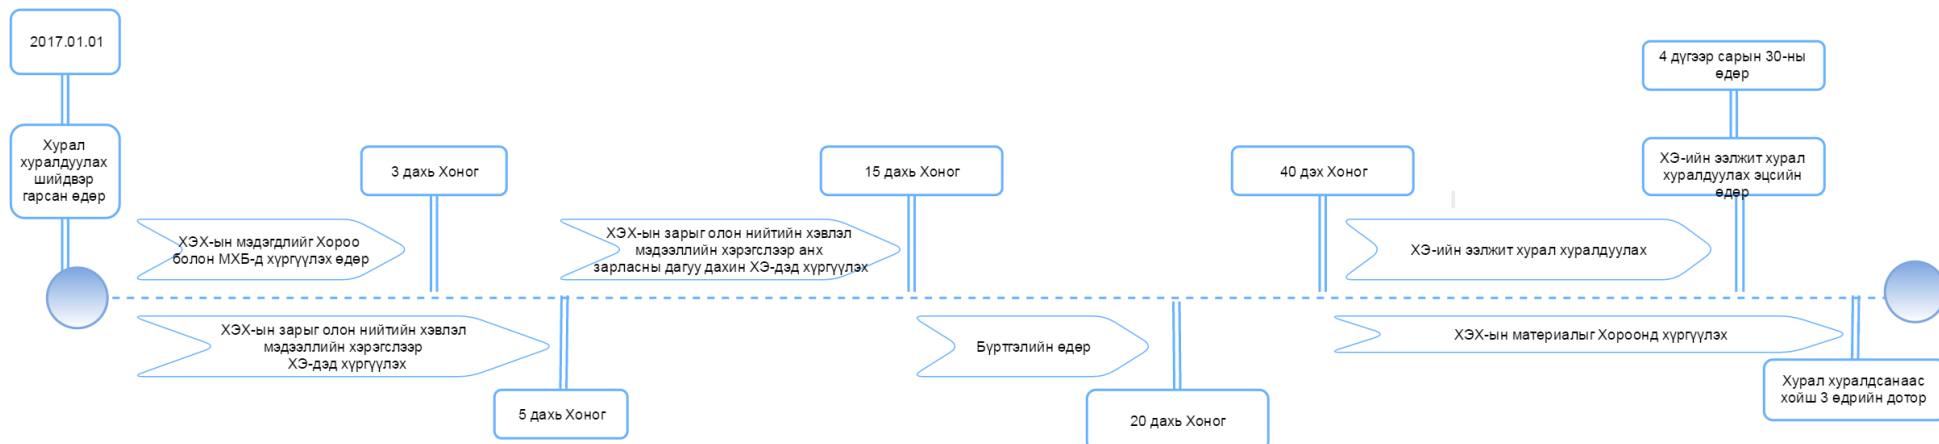 2017.01.01
Хурал
хуралдуулах
шийдвэр
гарсан өдөр
3 дахь Хоног
ХЭХ-ын мэдэгдлийг Хороо
болон МХБ-д хүргүүлэх өдөр
ХЭХ-ын зарыг олон нийтийн хэвлэл
мэдээллийн хэрэгслээр
ХЭ-дэд хүргүүлэх
5 дахь Хоног
15 дахь Хоног
ХЭХ-ын зарыг олон нийтийн хэвлэл
мэдээллийн хэрэгслээр анх
зарласны дагуу дахин ХЭ-дэд хүргүүлэх
Бүртгэлийн өдөр
20 дахь Хоног
40 дэх Хоног
ХЭ-ийн ээлжит хурал хуралдуулах
4 дүгээр сарын 30-ны
өдөр
ХЭ-ийн ээлжит хурал
хуралдуулах эцсийн
өдөр
ХЭХ-ын материалыг Хороонд хүргүүлэх
Хурал хуралдсанаас
хойш 3 өдрийн дотор